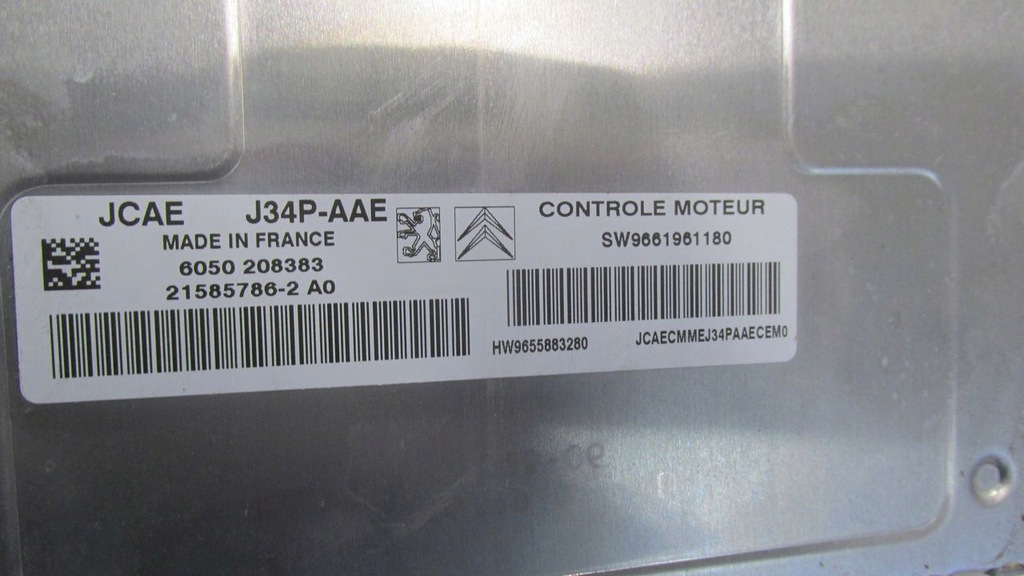 JCAE J34P-AAE
MADE IN FRANCE
6050 208383
21585786-2 A0
CONTROLE MOTEUR
SW9661961180
HW9655883280 JCAECMMEJ34PAAECEM0